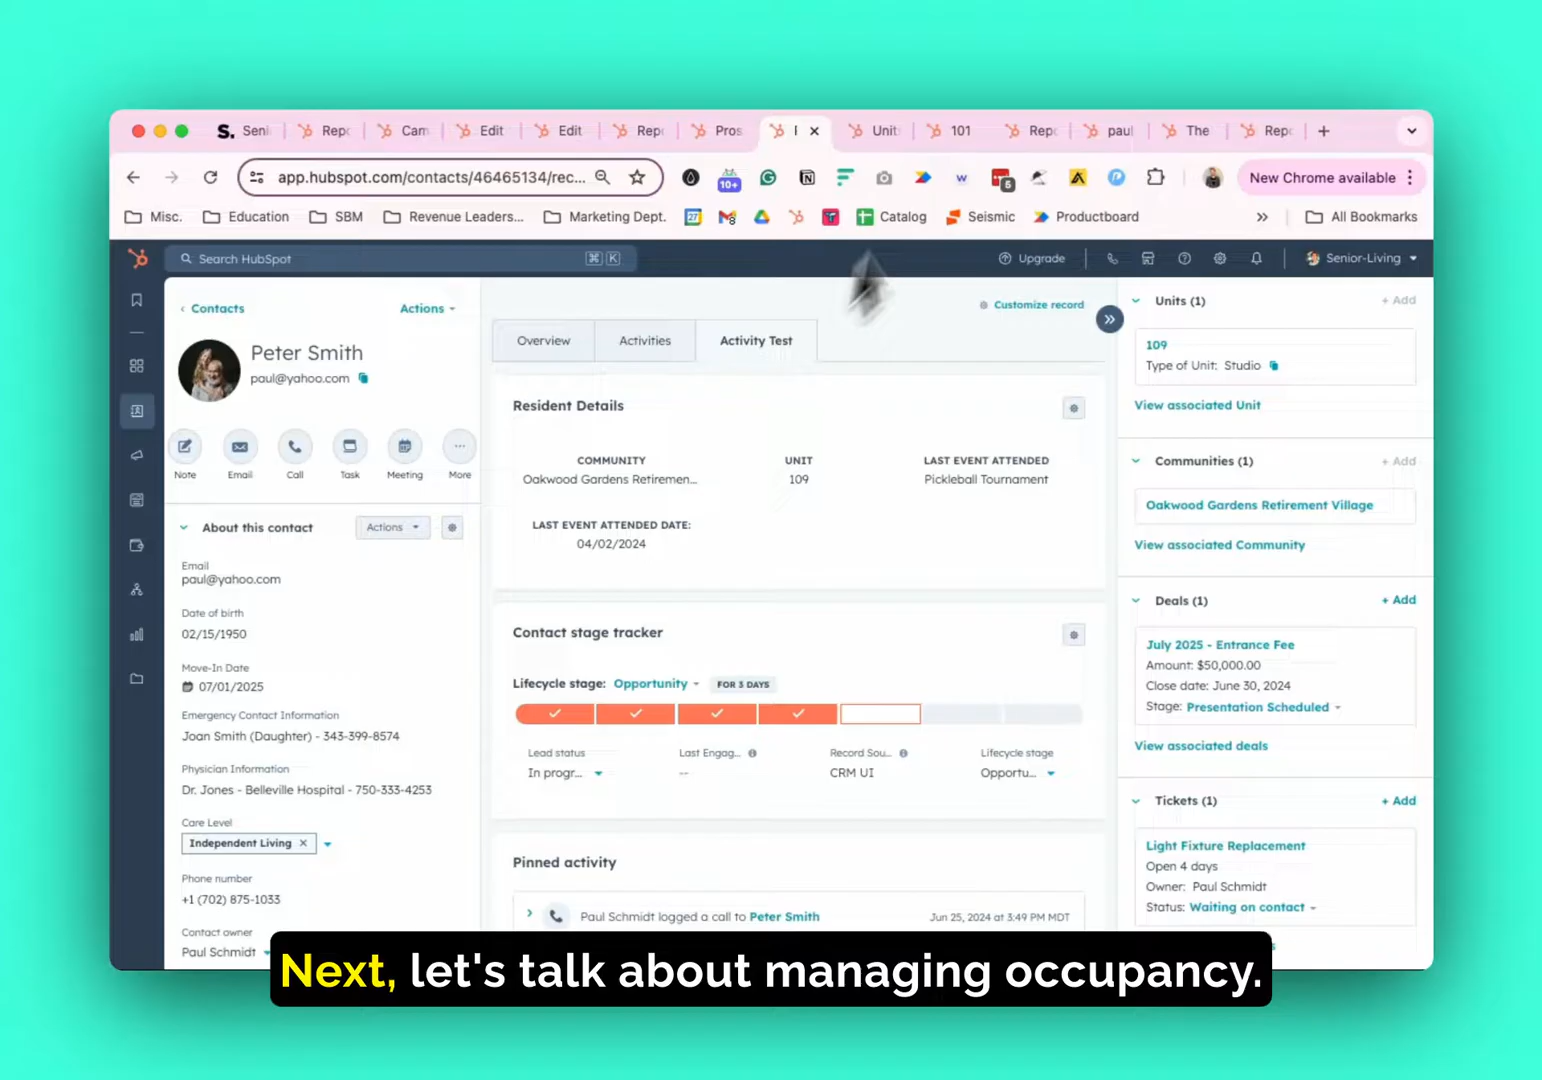 S. Seni
Repo
Cam
Edit
Edit
Repo
Pros
Unit
101
Repo
paul
The
Repo
app.hubspot.com/contacts/46465134/rec...
10+
W
6
New Chrome available
Misc.
Education
SBM
Revenue Leaders...
Marketing Dept.
27
8
Catalog
Seismic
Productboard
All Bookmarks
Search HubSpot
⌘ K
Upgrade
Senior-Living
Contacts
Actions
Peter Smith
paul@yahoo.com
Note
Email
Call
Task
Meeting
More
About this contact
Actions
Email
paul@yahoo.com
Date of birth
02/15/1950
Move-In Date
07/01/2025
Emergency Contact Information
Joan Smith (Daughter) - 343-399-8574
Physician Information
Dr. Jones - Belleville Hospital - 750-333-4253
Care Level
Independent Living
Phone number
+1 (702) 875-1033
Contact owner
Paul Schmidt
Customize record
Overview
Activities
Activity Test
Resident Details
COMMUNITY
Oakwood Gardens Retiremen...
UNIT
109
LAST EVENT ATTENDED
Pickleball Tournament
LAST EVENT ATTENDED DATE:
04/02/2024
Contact stage tracker
Lifecycle stage: Opportunity
FOR 3 DAYS
Lead status
In progr...
Last Engag...
--
Record Sou...
CRM UI
Lifecycle stage
Opportu...
Pinned activity
Paul Schmidt logged a call to Peter Smith
Jun 25, 2024 at 3:49 PM MDT
Units (1)
+ Add
109
Type of Unit: Studio
View associated Unit
Communities (1)
+ Add
Oakwood Gardens Retirement Village
View associated Community
Deals (1)
+ Add
July 2025 - Entrance Fee
Amount: $50,000.00
Close date: June 30, 2024
Stage: Presentation Scheduled
View associated deals
Tickets (1)
+ Add
Light Fixture Replacement
Open 4 days
Owner: Paul Schmidt
Status: Waiting on contact
Next, let's talk about managing occupancy.